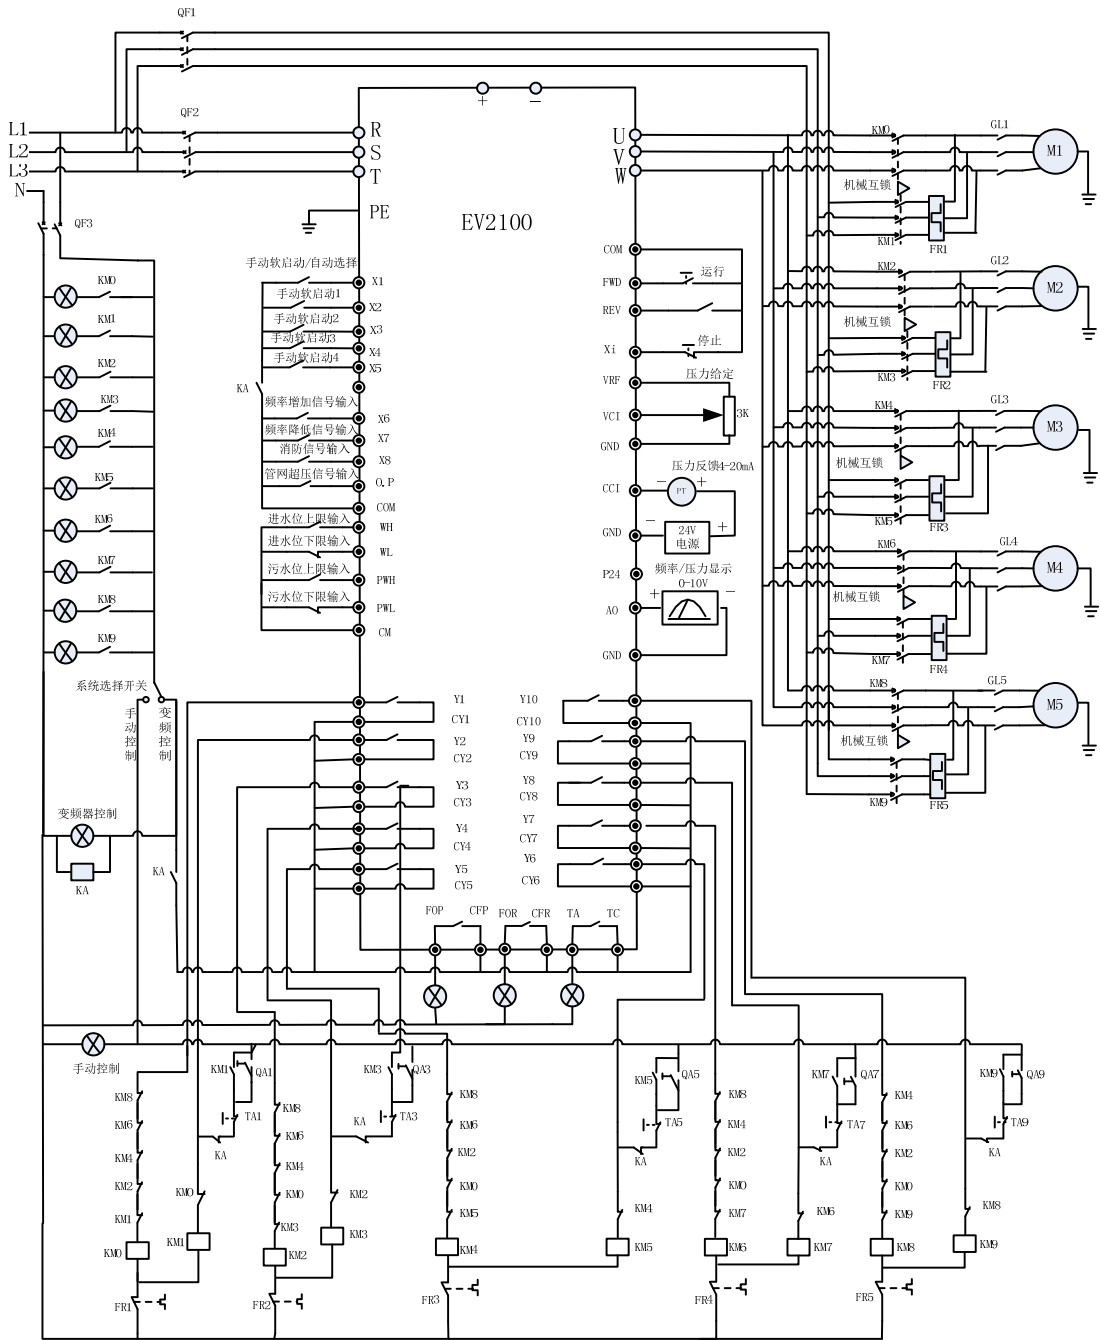 QF1
QF2
L1
L2
L3
N
QF3
R
S
T
PE
+
−
EV2100
U
V
W
KM0
GL1
M1
机械互锁
KM1
FR1
KM2
GL2
M2
机械互锁
KM3
FR2
KM4
GL3
M3
机械互锁
KM5
FR3
KM6
GL4
M4
机械互锁
KM7
FR4
KM8
GL5
M5
机械互锁
KM9
FR5
KM0
KM1
KM2
KM3
KM4
KM5
KM6
KM7
KM8
KM9
手动软启动/自动选择
X1
手动软启动1
X2
手动软启动2
X3
手动软启动3
X4
手动软启动4
X5
KA
频率增加信号输入
X6
频率降低信号输入
X7
消防信号输入
X8
管网超压信号输入
O.P
COM
进水位上限输入
WH
进水位下限输入
WL
污水位上限输入
PWH
污水位下限输入
PWL
CM
COM
FWD
运行
REV
Xi
停止
VRF
压力给定
VCI
3K
GND
压力反馈4-20mA
CCI
−
PT
+
GND
−
24V
电源
+
P24
频率/压力显示
0-10V
AO
+
−
GND
系统选择开关
手动控制
变频控制
变频器控制
KA
KA
Y1
CY1
Y2
CY2
Y3
CY3
Y4
CY4
Y5
CY5
Y10
CY10
Y9
CY9
Y8
CY8
Y7
CY7
Y6
CY6
FOP
CFP
FOR
CFR
TA
TC
手动控制
KM8
KM6
KM4
KM2
KM1
KM0
FR1
KM1
QA1
TA1
KA
KM0
KM1
KM8
KM6
KM4
KM0
KM3
KM2
FR2
KM3
QA3
TA3
KA
KM2
KM3
KM8
KM6
KM2
KM0
KM5
KM4
FR3
KM5
QA5
TA5
KA
KM4
KM5
KM8
KM4
KM2
KM0
KM7
KM6
FR4
KM7
QA7
TA7
KA
KM6
KM7
KM4
KM6
KM2
KM0
KM9
KM8
FR5
KM9
QA9
TA9
KA
KM8
KM9